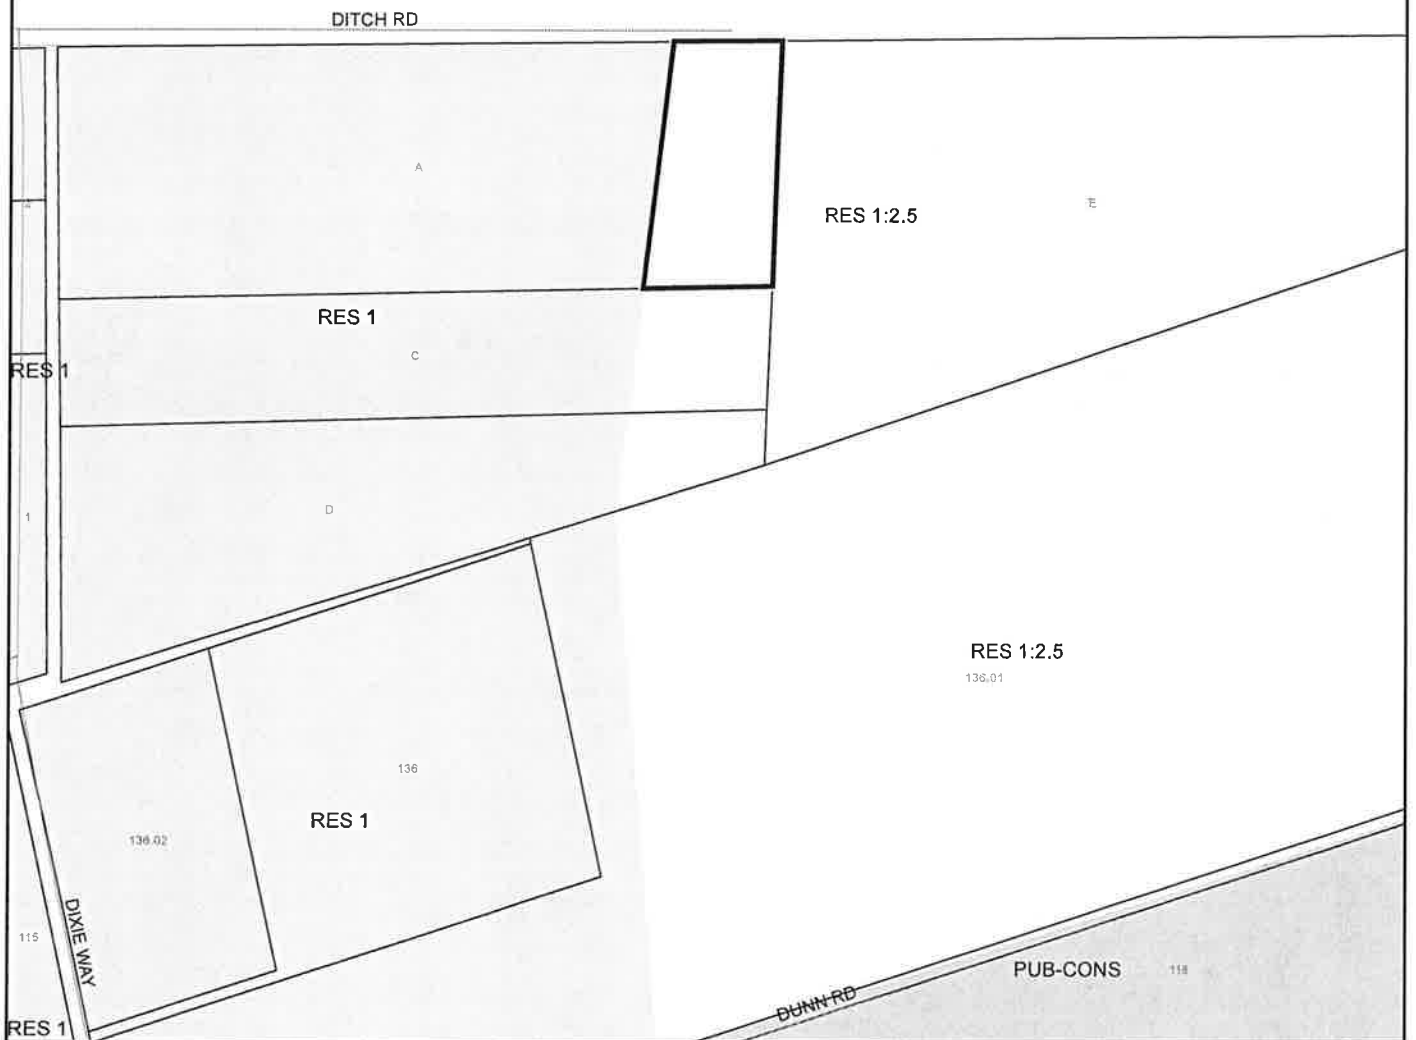 DITCH RD
A
2
RES 1:2.5
E
RES 1
C
RES 1
D
1
RES 1:2.5
136.01
136
RES 1
136.02
DIXIE WAY
115
PUB-CONS
118
DUNN RD
RES 1